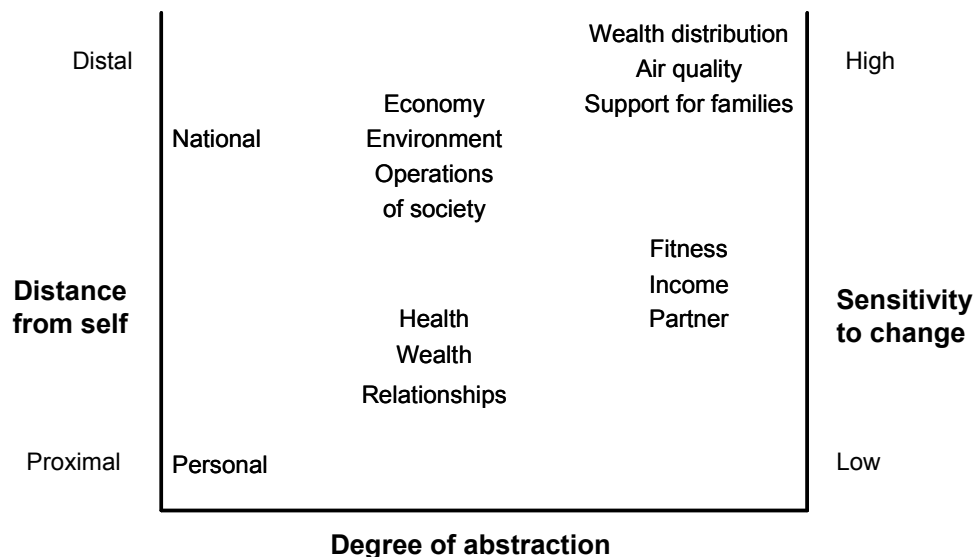 Wealth distribution
Distal
Air quality
High
Economy
Support for families
National
Environment
Operations
of society
Fitness
Income
Distance
from self
Sensitivity
to change
Health
Partner
Wealth
Relationships
Proximal
Personal
Low
Degree of abstraction